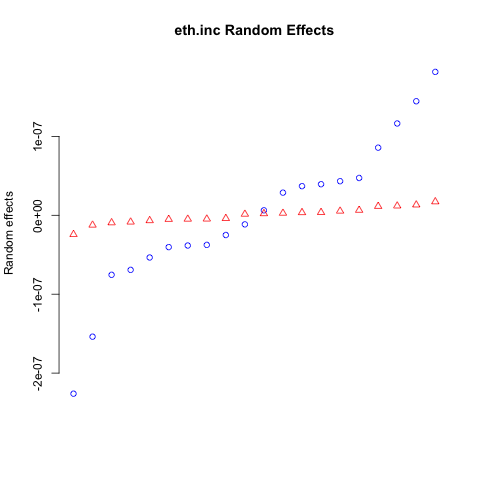 eth.inc Random Effects
Random effects
1e-07
0e+00
-1e-07
-2e-07